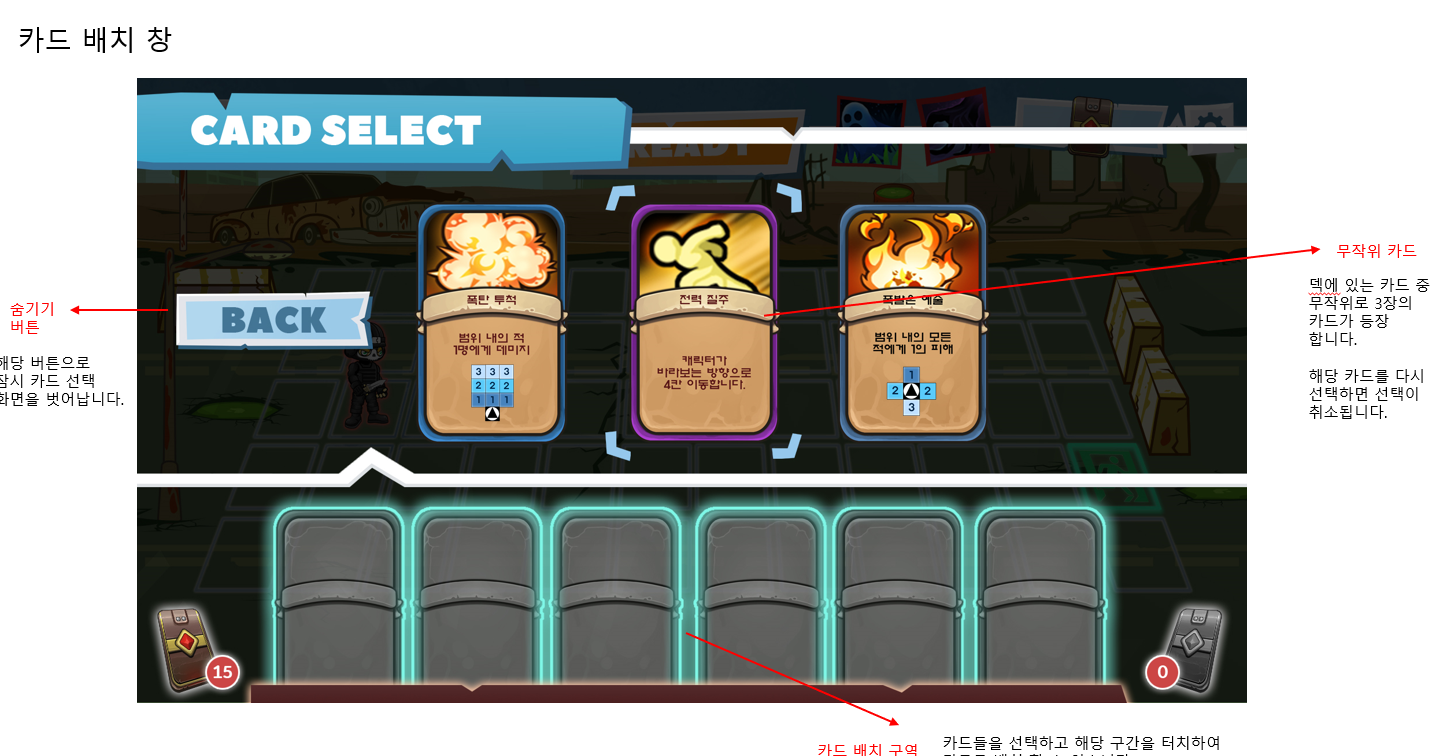 카드 배치 창
CARD SELECT
READY
BACK
폭탄 투척
범위 내의 적
1명에게 데미지
3 3 3
2 2 2
1 1 1
전력 질주
캐릭터가
바라보는 방향으로
4칸 이동합니다.
폭발은 예술
범위 내의 모든
적에게 1의 피해
1
2 2
3
숨기기
버튼
해당 버튼으로
잠시 카드 선택
화면을 벗어납니다.
무작위 카드
덱에 있는 카드 중
무작위로 3장의
카드가 등장
합니다.
해당 카드를 다시
선택하면 선택이
취소됩니다.
15
0
카드 배치 구역
카드들을 선택하고 해당 구간을 터치하여